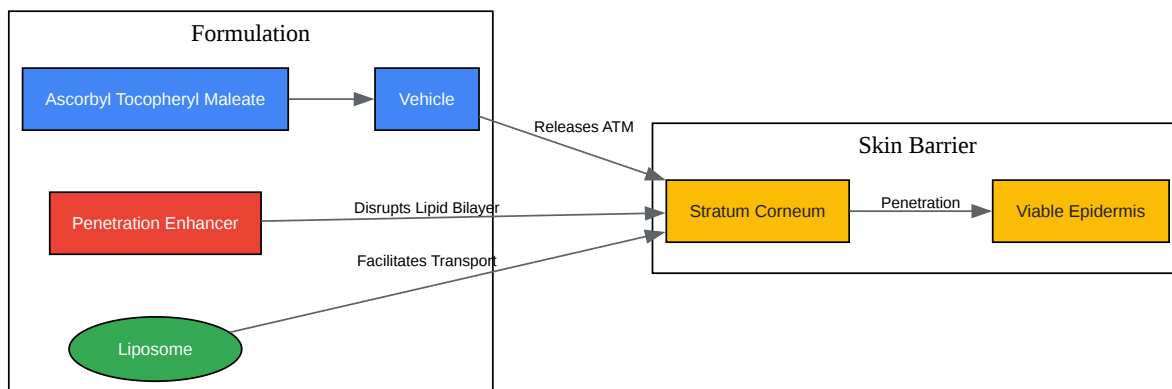 Formulation
Ascorbyl Tocopheryl Maleate
Vehicle
Releases ATM
Skin Barrier
Penetration Enhancer
Disrupts Lipid Bilayer
Stratum Corneum
Penetration
Viable Epidermis
Facilitates Transport
Liposome